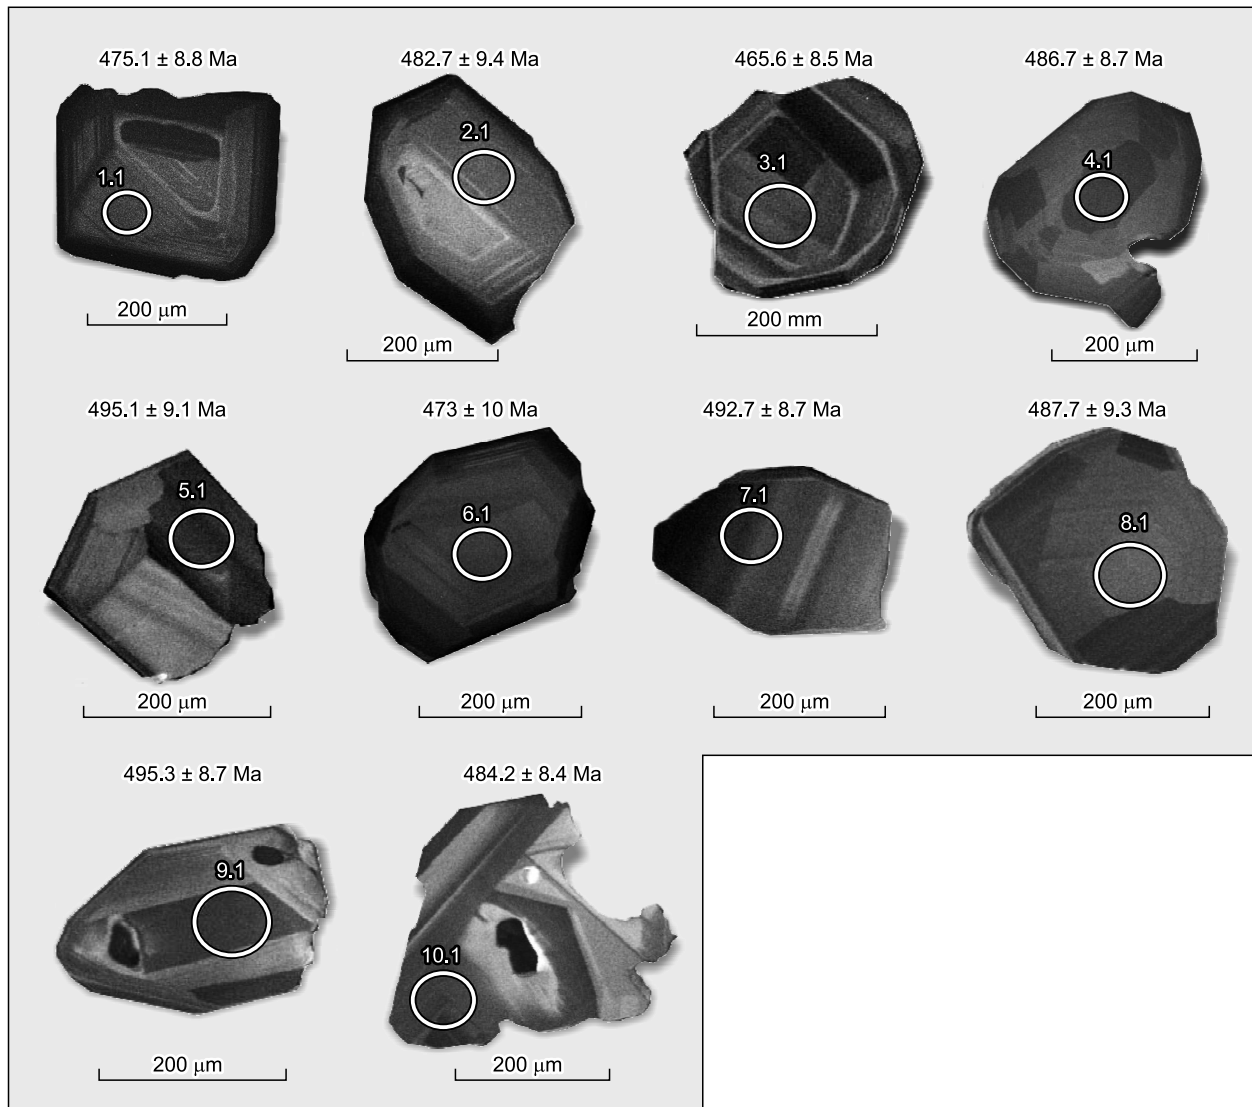 475.1 ± 8.8 Ma
482.7 ± 9.4 Ma
465.6 ± 8.5 Ma
486.7 ± 8.7 Ma
1.1
2.1
3.1
4.1
200 μm
200 μm
200 mm
200 μm
495.1 ± 9.1 Ma
473 ± 10 Ma
492.7 ± 8.7 Ma
487.7 ± 9.3 Ma
5.1
6.1
7.1
8.1
200 μm
200 μm
200 μm
200 μm
495.3 ± 8.7 Ma
484.2 ± 8.4 Ma
9.1
10.1
200 μm
200 μm